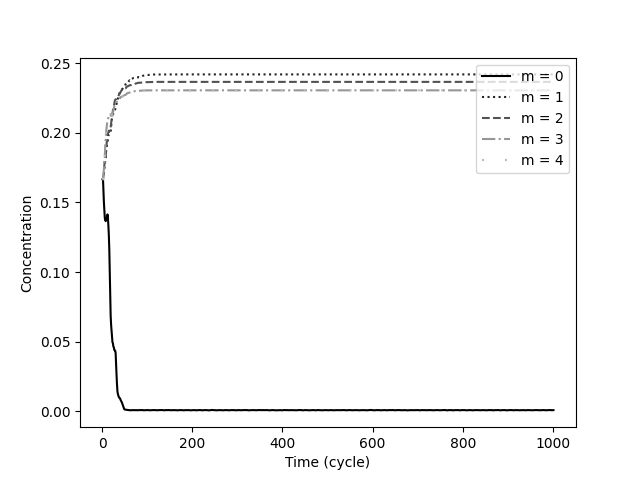 0.25
0.20
0.15
0.10
0.05
0.00
Concentration
0
200
400
600
800
1000
Time (cycle)
m = 0
m = 1
m = 2
m = 3
m = 4